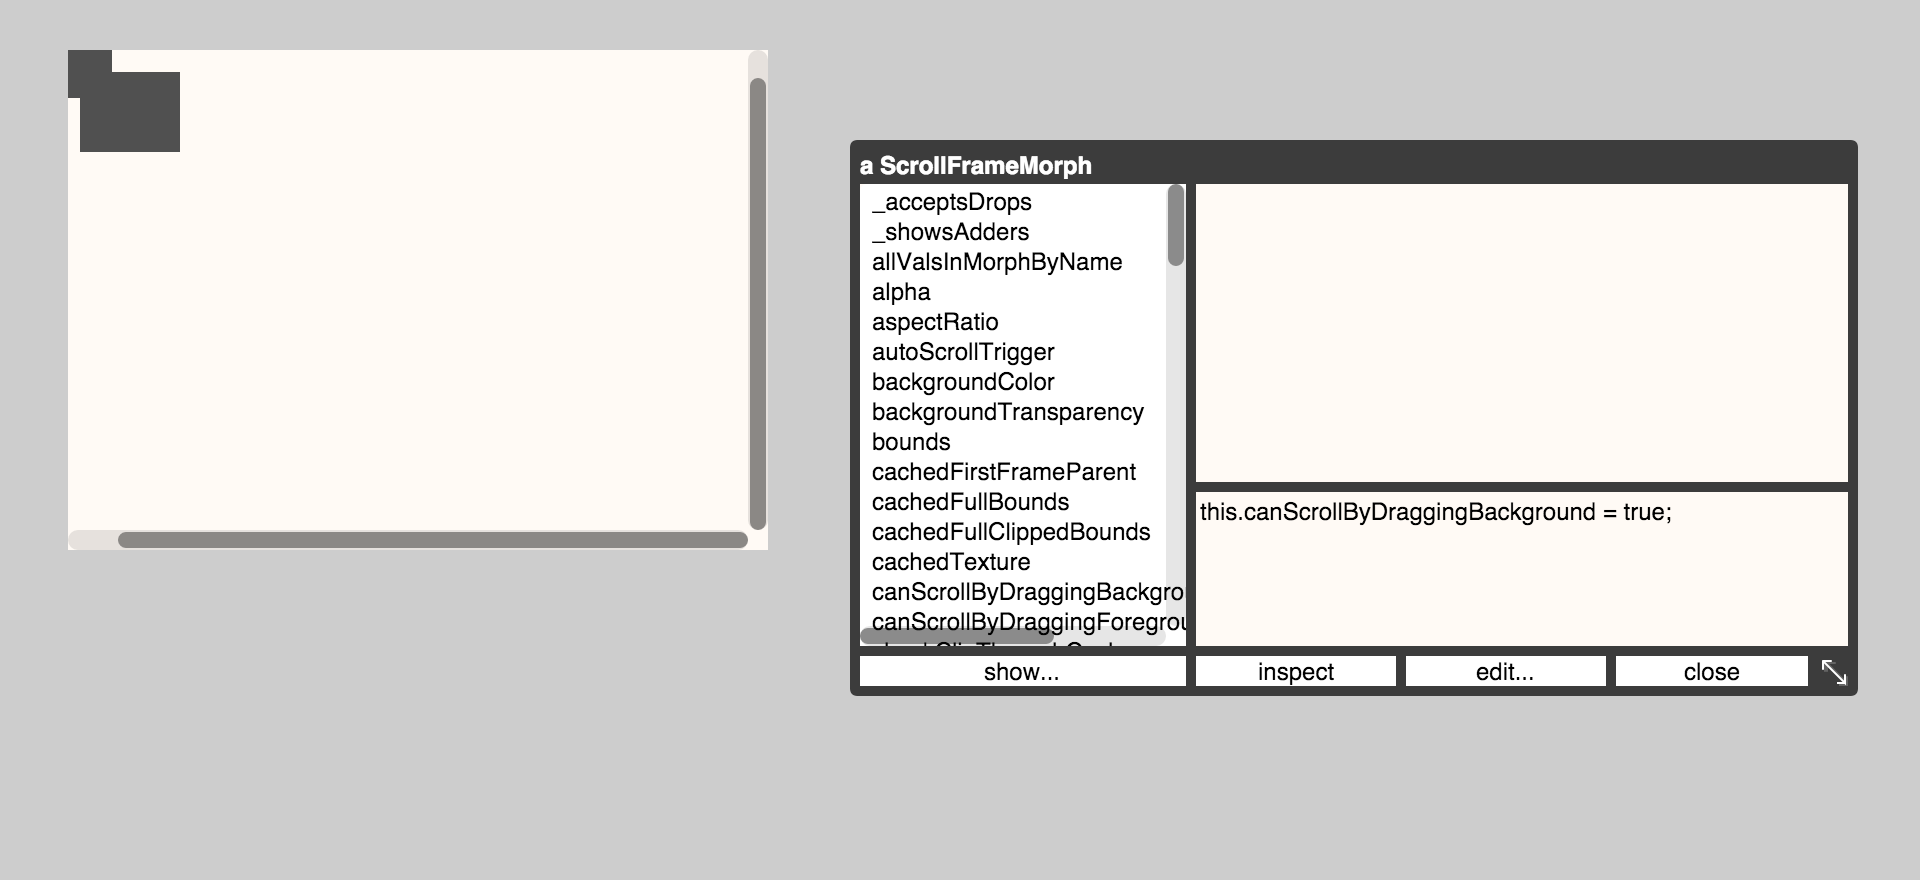 a ScrollFrameMorph
_acceptsDrops
_showsAdders
allValsInMorphByName
alpha
aspectRatio
autoScrollTrigger
backgroundColor
backgroundTransparency
bounds
cachedFirstFrameParent
cachedFullBounds
cachedFullClippedBounds
cachedTexture
canScrollByDraggingBackgro
canScrollByDraggingForegrou
this.canScrollByDraggingBackground = true;
show...
inspect
edit...
close